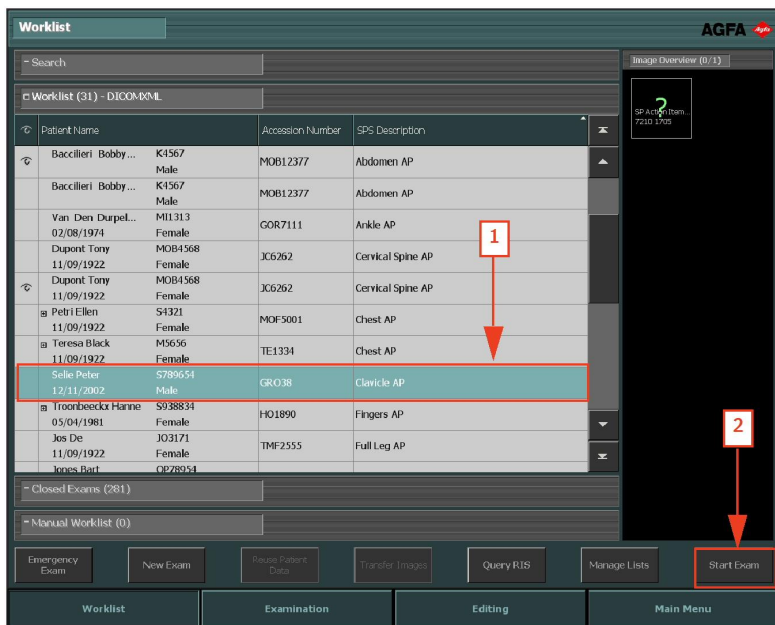 Worklist
AGFA
Agfa
Search
Image Overview (0/1)
Worklist (31) - DICOMXML
?
SP Action Item...
7210 1705
Patient Name Accession Number SPS Description
Baccilieri Bobby... K4567 MOB12377 Abdomen AP
Male
Baccilieri Bobby... K4567 MOB12377 Abdomen AP
Male
Van Den Durpel... MI1313 GOR7111 Ankle AP
02/08/1974 Female
1
Dupont Tony MOB4568 JC6262 Cervical Spine AP
11/09/1922 Female
Dupont Tony MOB4568 JC6262 Cervical Spine AP
11/09/1922 Female
Petri Ellen S4321 MOF5001 Chest AP
11/09/1922 Female
Teresa Black M5656 TE1334 Chest AP
11/09/1922 Female
Selie Peter S789654 GRO38 Clavicle AP
12/11/2002 Male
Troonbeeckx Hanne S938834 HO1890 Fingers AP
05/04/1981 Female
2
Jos De JO3171 TMF2555 Full Leg AP
11/09/1922 Female
Jones Bart OP78954
Closed Exams (281)
Manual Worklist (0)
Emergency Exam New Exam Reuse Patient Data Transfer Images Query RIS Manage Lists Start Exam
Worklist Examination Editing Main Menu